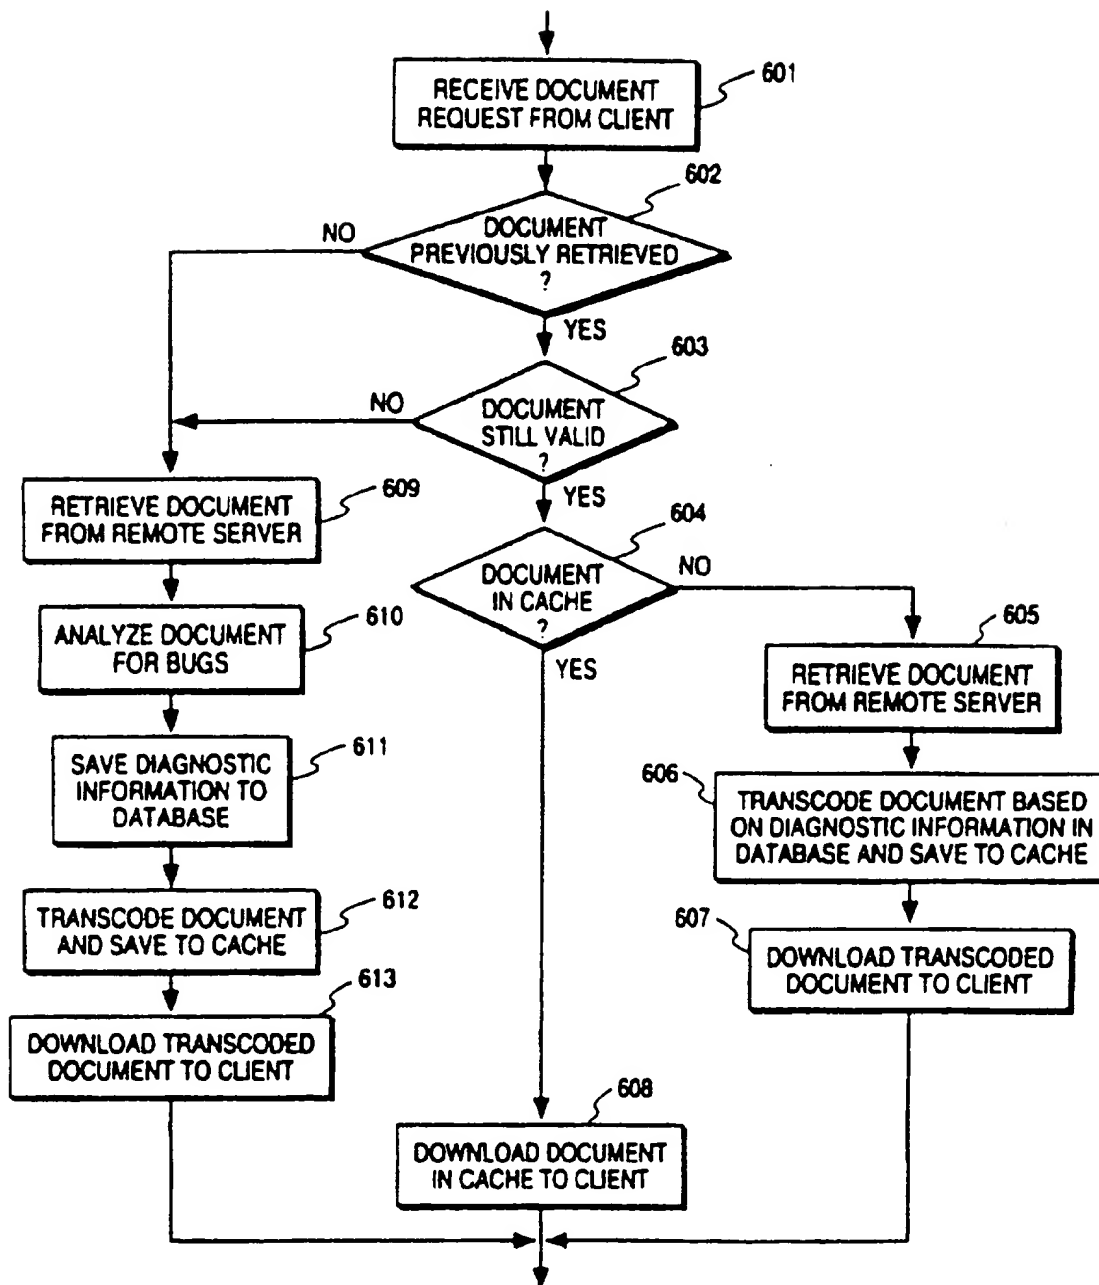 RECEIVE DOCUMENT
REQUEST FROM CLIENT
601
602
DOCUMENT
PREVIOUSLY RETRIEVED
?
NO
YES
603
DOCUMENT
STILL VALID
?
NO
YES
604
DOCUMENT
IN CACHE
?
NO
YES
605
RETRIEVE DOCUMENT
FROM REMOTE SERVER
606
TRANSCODE DOCUMENT BASED
ON DIAGNOSTIC INFORMATION IN
DATABASE AND SAVE TO CACHE
607
DOWNLOAD TRANSCODED
DOCUMENT TO CLIENT
608
DOWNLOAD DOCUMENT
IN CACHE TO CLIENT
609
RETRIEVE DOCUMENT
FROM REMOTE SERVER
610
ANALYZE DOCUMENT
FOR BUGS
611
SAVE DIAGNOSTIC
INFORMATION TO
DATABASE
612
TRANSCODE DOCUMENT
AND SAVE TO CACHE
613
DOWNLOAD TRANSCODED
DOCUMENT TO CLIENT